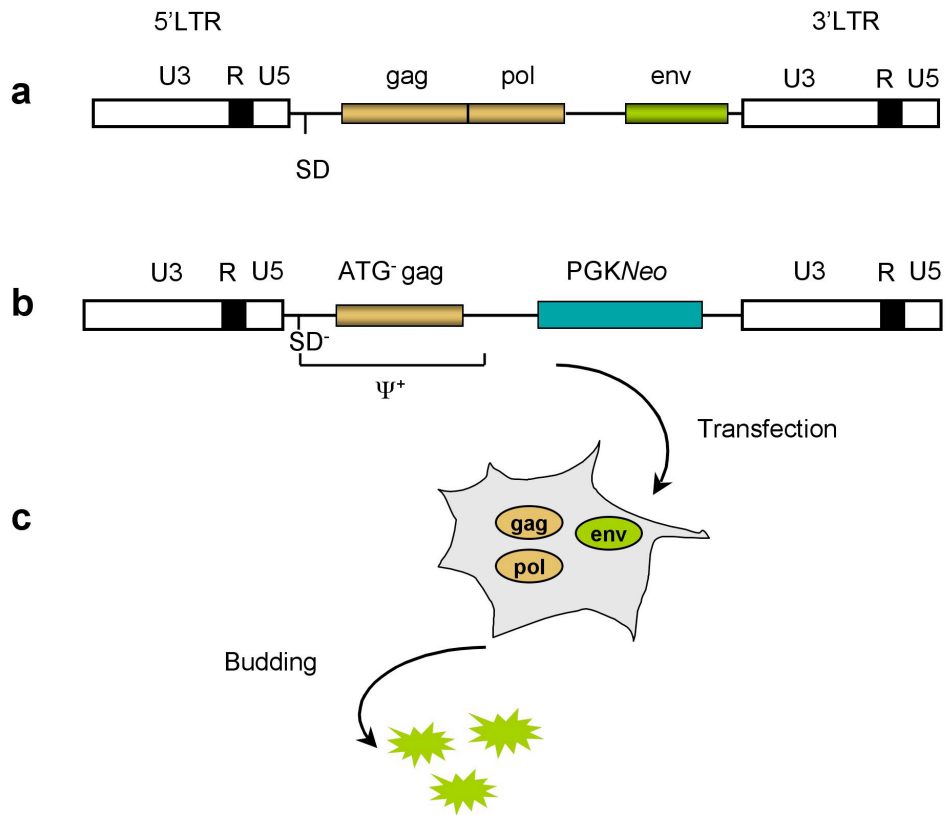 5'LTR 3'LTR
U3 R U5 gag pol env U3 R U5
a
SD
U3 R U5 ATG⁻ gag PGKNeo U3 R U5
b
SD⁻
Ψ⁺
Transfection
c
gag env
pol
Budding